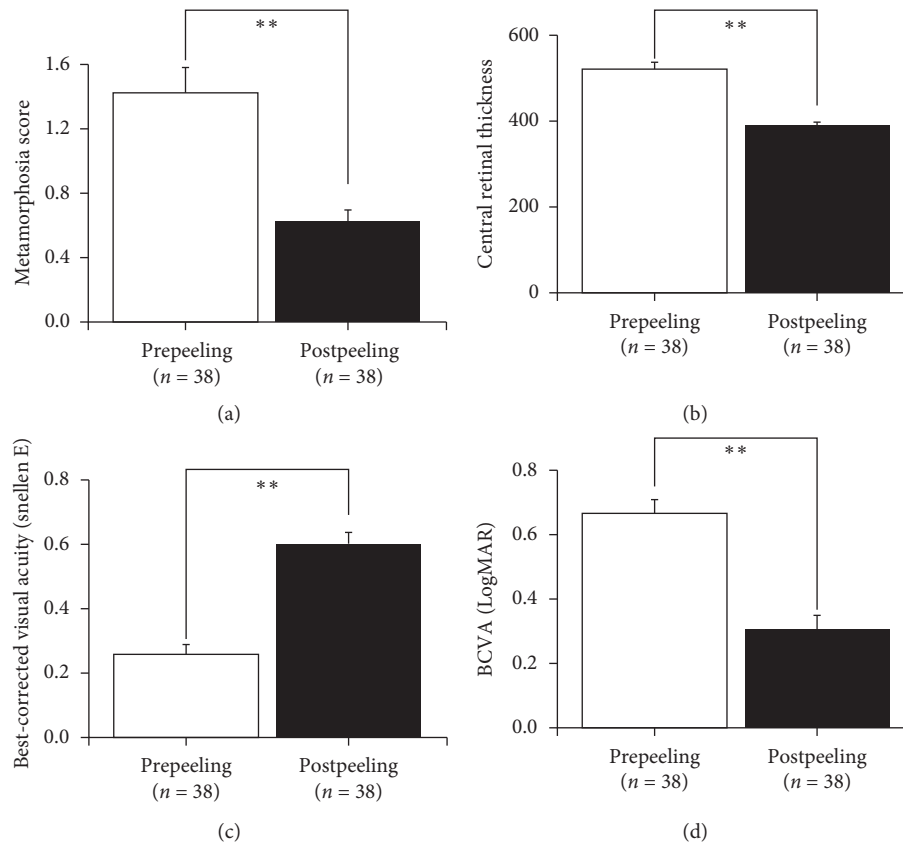 Metamorphosia score
1.6
1.2
0.8
0.4
0.0
**
Prepeeling
(n = 38)
Postpeeling
(n = 38)
(a)
Central retinal thickness
600
400
200
0
**
Prepeeling
(n = 38)
Postpeeling
(n = 38)
(b)
Best-corrected visual acuity (snellen E)
0.8
0.6
0.4
0.2
0.0
**
Prepeeling
(n = 38)
Postpeeling
(n = 38)
(c)
BCVA (LogMAR)
0.8
0.6
0.4
0.2
0.0
**
Prepeeling
(n = 38)
Postpeeling
(n = 38)
(d)